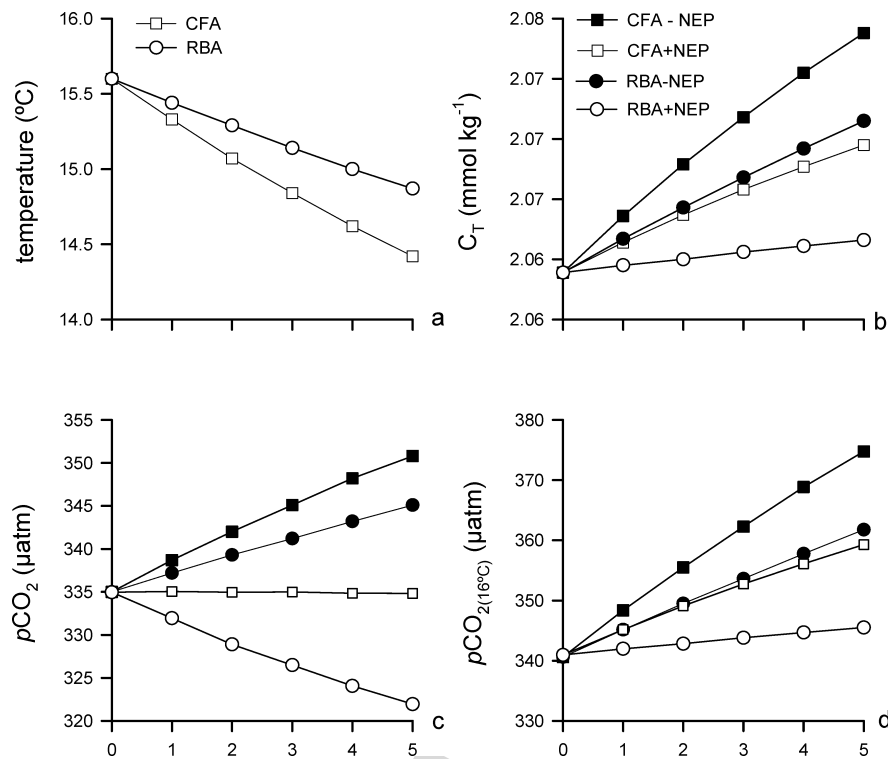 16.0
15.5
15.0
14.5
14.0
temperature (ºC)
CFA
RBA
0 1 2 3 4 5
a
2.08
2.07
2.07
2.07
2.06
2.06
C_T (mmol kg⁻¹)
CFA - NEP
CFA+NEP
RBA-NEP
RBA+NEP
0 1 2 3 4 5
b
355
350
345
340
335
330
325
320
pCO₂ (µatm)
0 1 2 3 4 5
c
380
370
360
350
340
330
pCO₂(16ºC) (µatm)
0 1 2 3 4 5
d